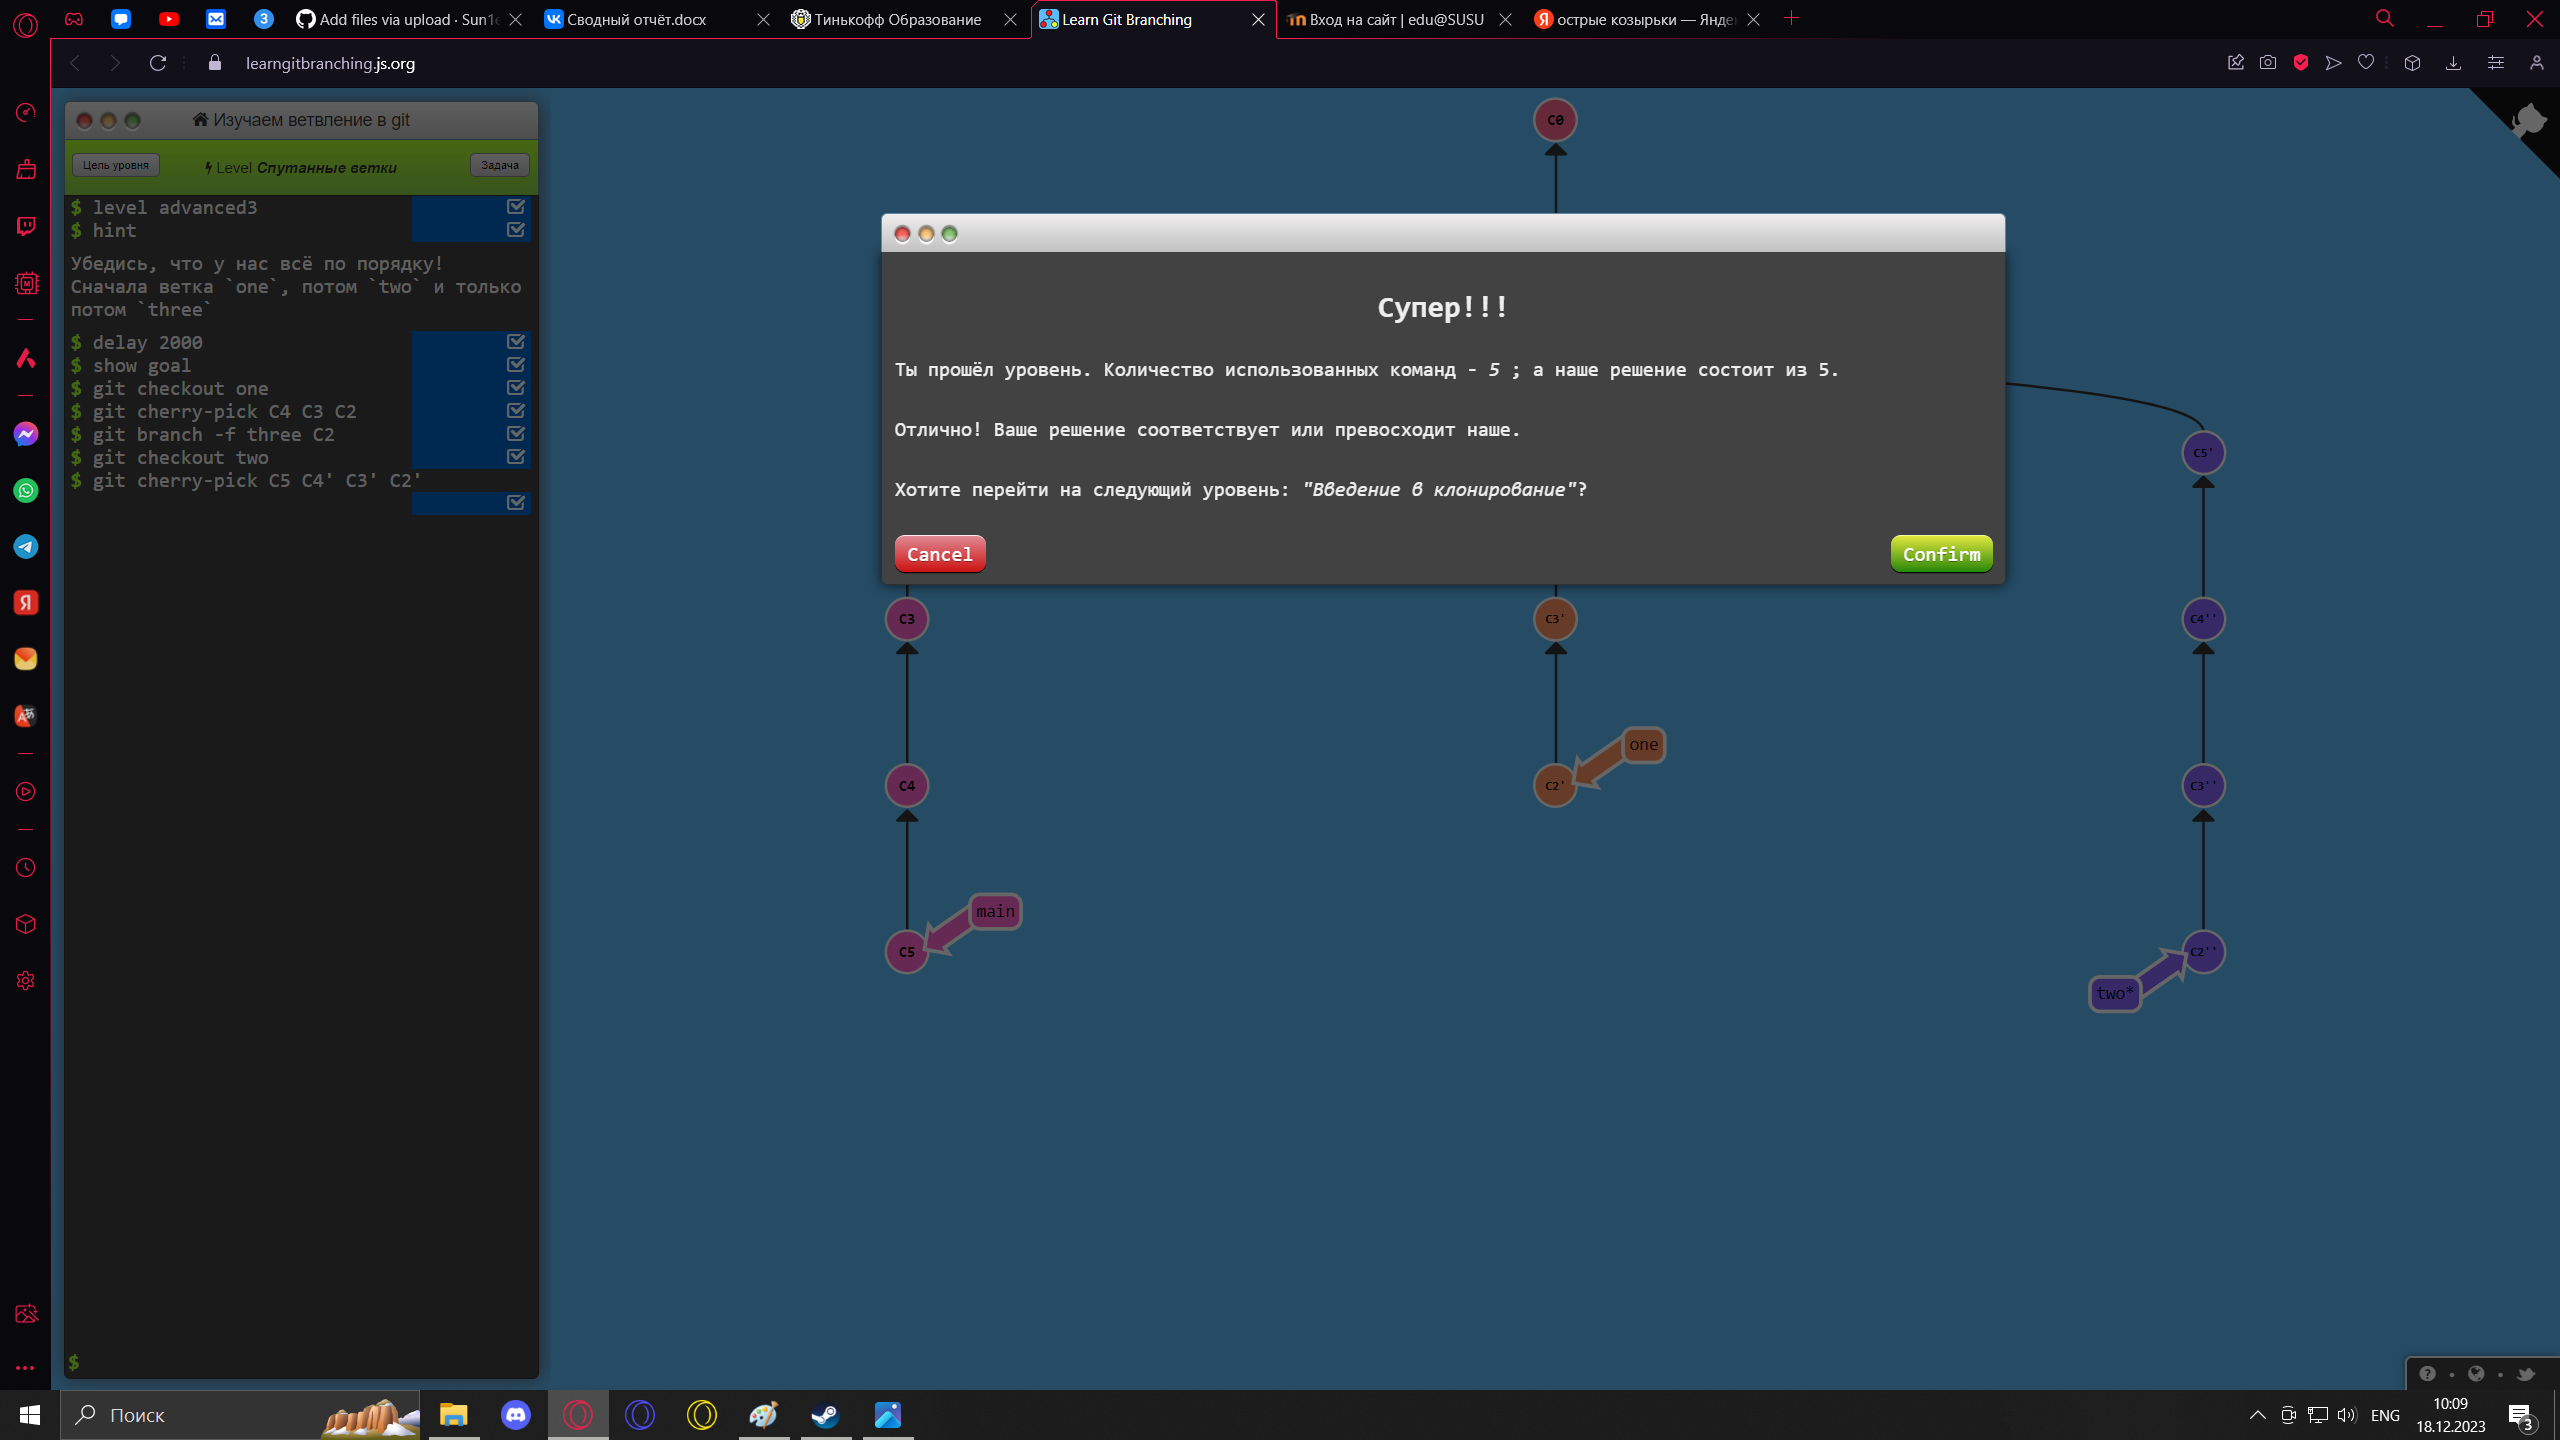 3
Add files via upload · Sun1
Сводный отчёт.docx
Тинькофф Образование
Learn Git Branching
Вход на сайт | edu@SUSU
острые козырьки — Янде
learngitbranching.js.org
Изучаем ветвление в git
Цель уровня
Level Спутанные ветки
Задача
$ level advanced3
$ hint
Убедись, что у нас всё по порядку!
Сначала ветка `one`, потом `two` и только
потом `three`
$ delay 2000
$ show goal
$ git checkout one
$ git cherry-pick C4 C3 C2
$ git branch -f three C2
$ git checkout two
$ git cherry-pick C5 C4' C3' C2'
$
C0
Супер!!!
Ты прошёл уровень. Количество использованных команд - 5 ; а наше решение состоит из 5.
Отлично! Ваше решение соответствует или превосходит наше.
Хотите перейти на следующий уровень: "Введение в клонирование"?
Cancel
Confirm
C5'
C3
C3'
C4''
one
C4
C2'
C3''
main
C5
C2''
two*
Поиск
ENG
10:09
18.12.2023
3